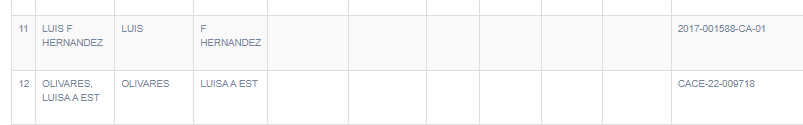 11 LUIS F LUIS F 2017-001588-CA-01
HERNANDEZ HERNANDEZ
12 OLIVARES, OLIVARES LUISA A EST CACE-22-009718
LUISA A EST